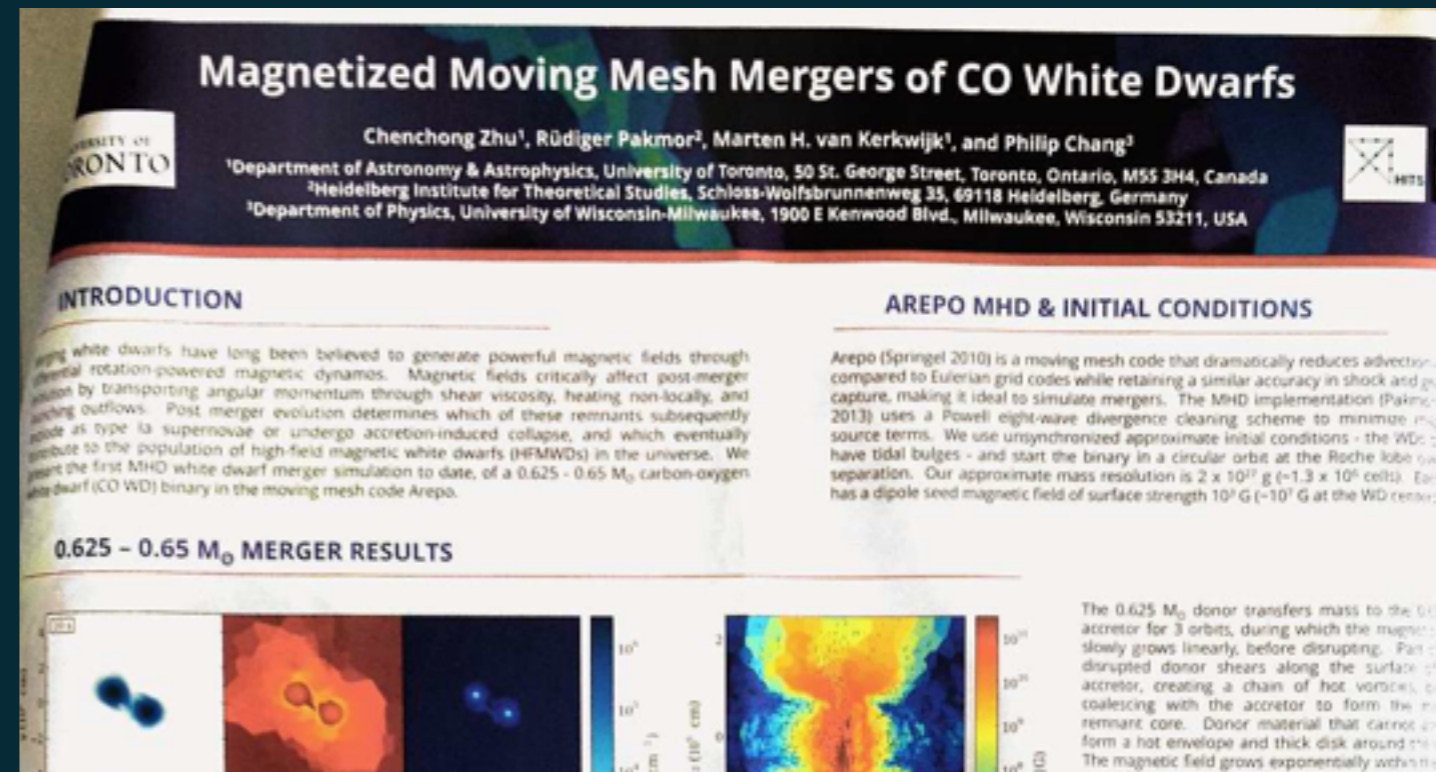 Magnetized Moving Mesh Mergers of CO White Dwarfs
RONTO
Chenchong Zhu¹, Rüdiger Pakmor², Marten H. van Kerkwijk¹, and Philip Chang³
¹Department of Astronomy & Astrophysics, University of Toronto, 50 St. George Street, Toronto, Ontario, M5S 3H4, Canada
²Heidelberg Institute for Theoretical Studies, Schloss-Wolfsbrunnenweg 35, 69118 Heidelberg, Germany
³Department of Physics, University of Wisconsin-Milwaukee, 1900 E Kenwood Blvd., Milwaukee, Wisconsin 53211, USA
HITS
INTRODUCTION
white dwarfs have long been believed to generate powerful magnetic fields through
rotation-powered magnetic dynamos. Magnetic fields critically affect post-merger
by transporting angular momentum through shear viscosity, heating non-locally, and
outflows. Post merger evolution determines which of these remnants subsequently
as type Ia supernovae or undergo accretion-induced collapse, and which eventually
to the population of high-field magnetic white dwarfs (HFMWDs) in the universe. We
the first MHD white dwarf merger simulation to date, of a 0.625 - 0.65 M☉ carbon-oxygen
dwarf (CO WD) binary in the moving mesh code Arepo.
AREPO MHD & INITIAL CONDITIONS
Arepo (Springel 2010) is a moving mesh code that dramatically reduces advection
compared to Eulerian grid codes while retaining a similar accuracy in shock and
capture, making it ideal to simulate mergers. The MHD implementation
2013) uses a Powell eight-wave divergence cleaning scheme to minimize
source terms. We use unsynchronized approximate initial conditions - the WDs
have tidal bulges - and start the binary in a circular orbit at the Roche lobe
separation. Our approximate mass resolution is 2 x 10²⁷ g (~1.3 x 10⁶ cells).
has a dipole seed magnetic field of surface strength 10³ G (~10⁷ G at the WD
0.625 – 0.65 M☉ MERGER RESULTS
The 0.625 M☉ donor transfers mass to the
accretor for 3 orbits, during which the
slowly grows linearly, before disrupting.
disrupted donor shears along the
accretor, creating a chain of hot vortices,
coalescing with the accretor to form the
remnant core. Donor material that cannot
form a hot envelope and thick disk around
The magnetic field grows exponentially
10⁶
10⁵
10⁴
2
0
10¹¹
10¹⁰
10⁹
10⁸